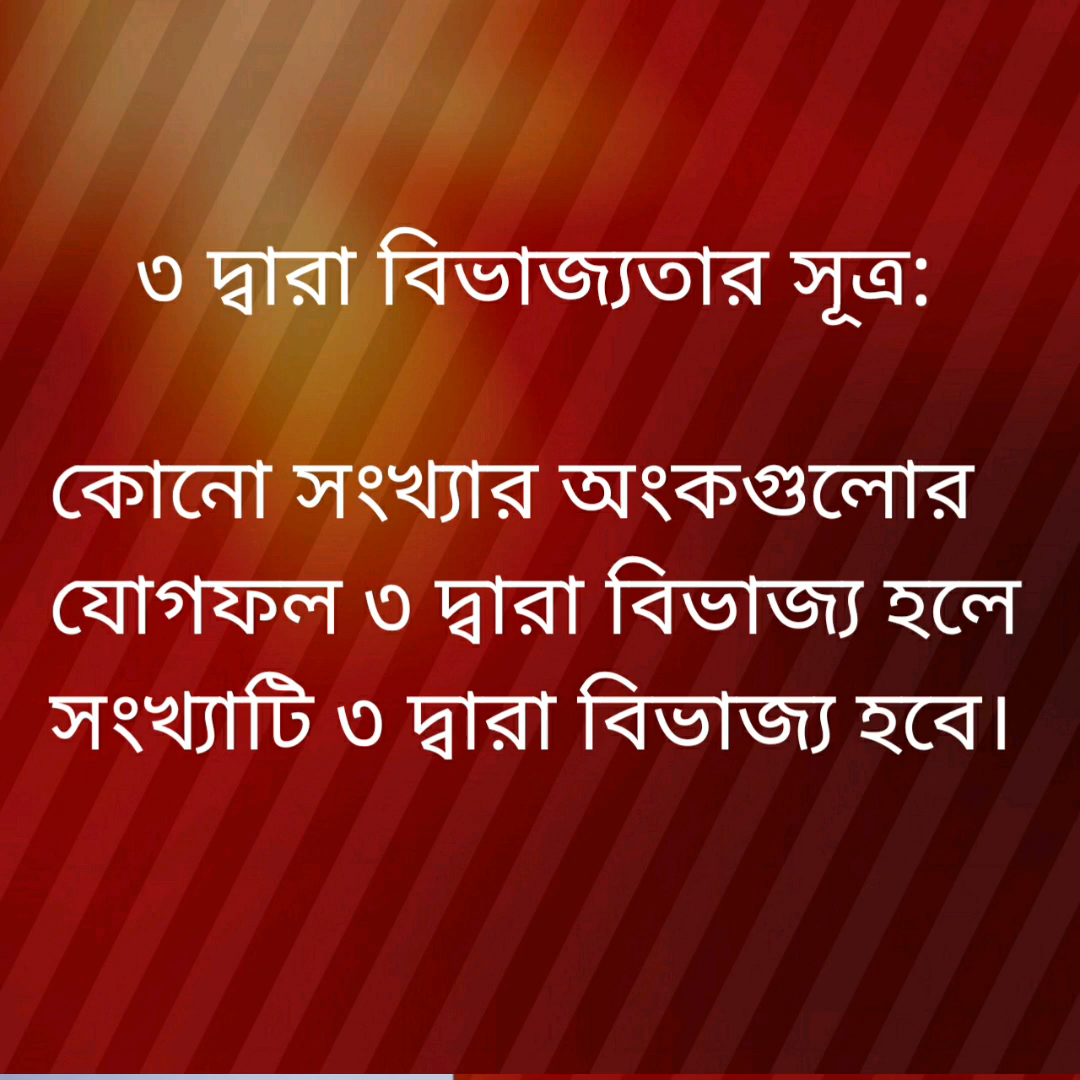 ৩ দ্বারা বিভাজ্যতার সূত্র:
কোনো সংখ্যার অংকগুলোর
যোগফল ৩ দ্বারা বিভাজ্য হলে
সংখ্যাটি ৩ দ্বারা বিভাজ্য হবে।